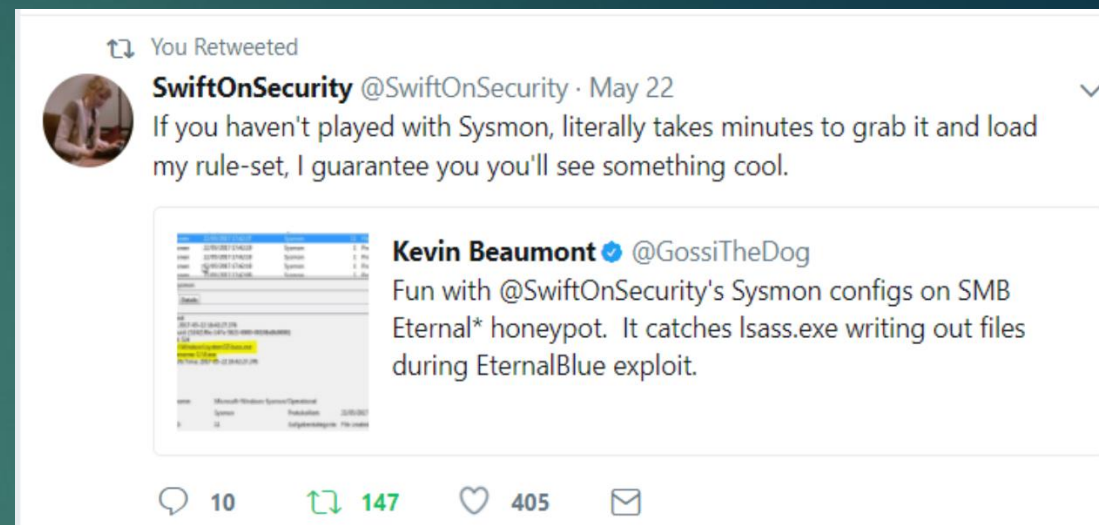 You Retweeted
SwiftOnSecurity @SwiftOnSecurity · May 22
If you haven't played with Sysmon, literally takes minutes to grab it and load
my rule-set, I guarantee you you'll see something cool.
Kevin Beaumont @GossiTheDog
Fun with @SwiftOnSecurity's Sysmon configs on SMB
Eternal* honeypot. It catches lsass.exe writing out files
during EternalBlue exploit.
10 147 405